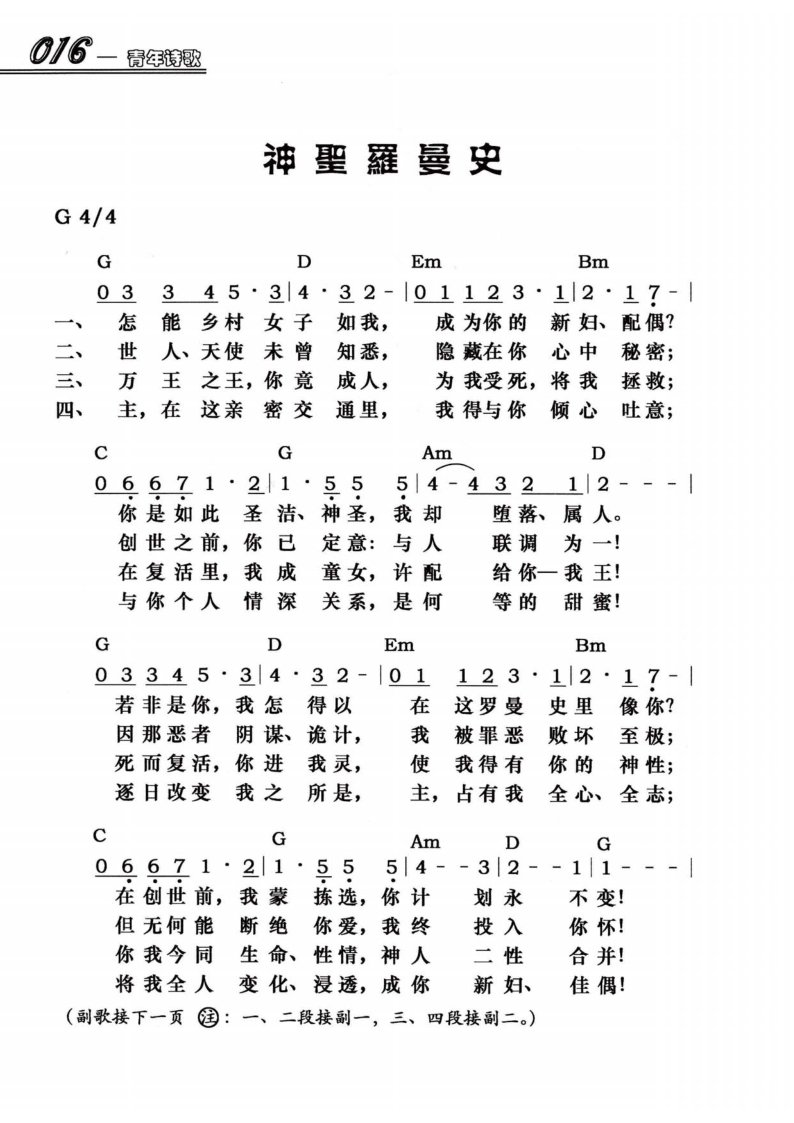 016 — 青年诗歌
神聖羅曼史
G 4/4
G D Em Bm
0 3 3 4 5 · 3 | 4 · 3 2 - | 0 1 1 2 3 · 1 | 2 · 1 7 - |
一、 怎 能 乡 村 女 子 如 我， 成 为 你 的 新 妇、配 偶？
二、 世 人、天 使 未 曾 知 悉， 隐 藏 在 你 心 中 秘 密；
三、 万 王 之 王，你 竟 成 人， 为 我 受 死，将 我 拯 救；
四、 主，在 这 亲 密 交 通 里， 我 得 与 你 倾 心 吐 意；
C G Am D
0 6 6 7 1 · 2 | 1 · 5 5 5 | 4 - 4 3 2 1 | 2 - - - |
你 是 如 此 圣 洁、神 圣，我 却 堕 落、属 人。
创 世 之 前，你 已 定 意：与 人 联 调 为 一！
在 复 活 里，我 成 童 女，许 配 给 你—我 王！
与 你 个 人 情 深 关 系，是 何 等 的 甜 蜜！
G D Em Bm
0 3 3 4 5 · 3 | 4 · 3 2 - | 0 1 1 2 3 · 1 | 2 · 1 7 - |
若 非 是 你，我 怎 得 以 在 这 罗 曼 史 里 像 你？
因 那 恶 者 阴 谋、诡 计， 我 被 罪 恶 败 坏 至 极；
死 而 复 活，你 进 我 灵， 使 我 得 有 你 的 神 性；
逐 日 改 变 我 之 所 是， 主，占 有 我 全 心、全 志；
C G Am D G
0 6 6 7 1 · 2 | 1 · 5 5 5 | 4 - - 3 | 2 - - 1 | 1 - - - |
在 创 世 前，我 蒙 拣 选，你 计 划 永 不 变！
但 无 何 能 断 绝 你 爱，我 终 投 入 你 怀！
你 我 今 同 生 命、性 情，神 人 二 性 合 并！
将 我 全 人 变 化、浸 透，成 你 新 妇、佳 偶！
（副歌接下一页 注：一、二段接副一，三、四段接副二。）